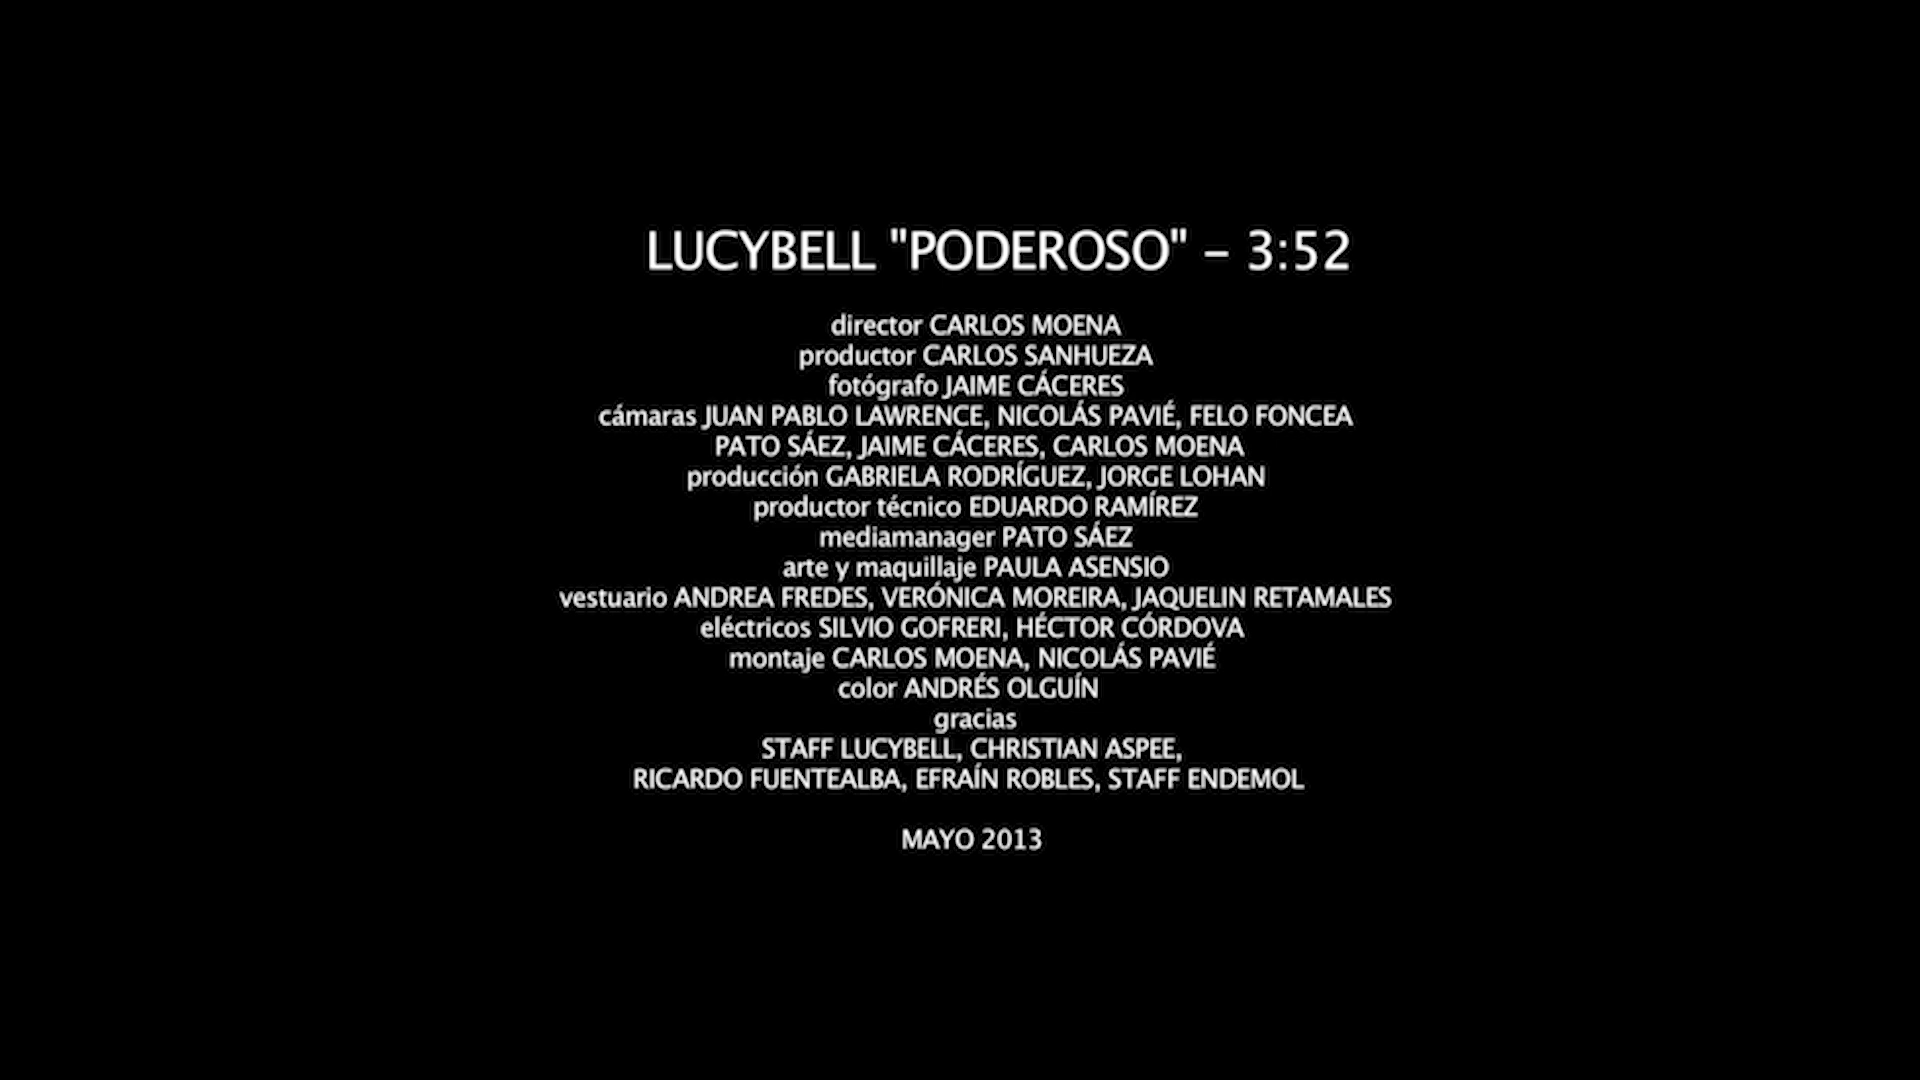 LUCYBELL "PODEROSO" – 3:52
director CARLOS MOENA
productor CARLOS SANHUEZA
fotógrafo JAIME CÁCERES
cámaras JUAN PABLO LAWRENCE, NICOLÁS PAVIÉ, FELO FONCEA
PATO SÁEZ, JAIME CÁCERES, CARLOS MOENA
producción GABRIELA RODRÍGUEZ, JORGE LOHAN
productor técnico EDUARDO RAMÍREZ
mediamanager PATO SÁEZ
arte y maquillaje PAULA ASENSIO
vestuario ANDREA FREDES, VERÓNICA MOREIRA, JAQUELIN RETAMALES
eléctricos SILVIO GOFRERI, HÉCTOR CÓRDOVA
montaje CARLOS MOENA, NICOLÁS PAVIÉ
color ANDRÉS OLGUÍN
gracias
STAFF LUCYBELL, CHRISTIAN ASPEE,
RICARDO FUENTEALBA, EFRAÍN ROBLES, STAFF ENDEMOL
MAYO 2013